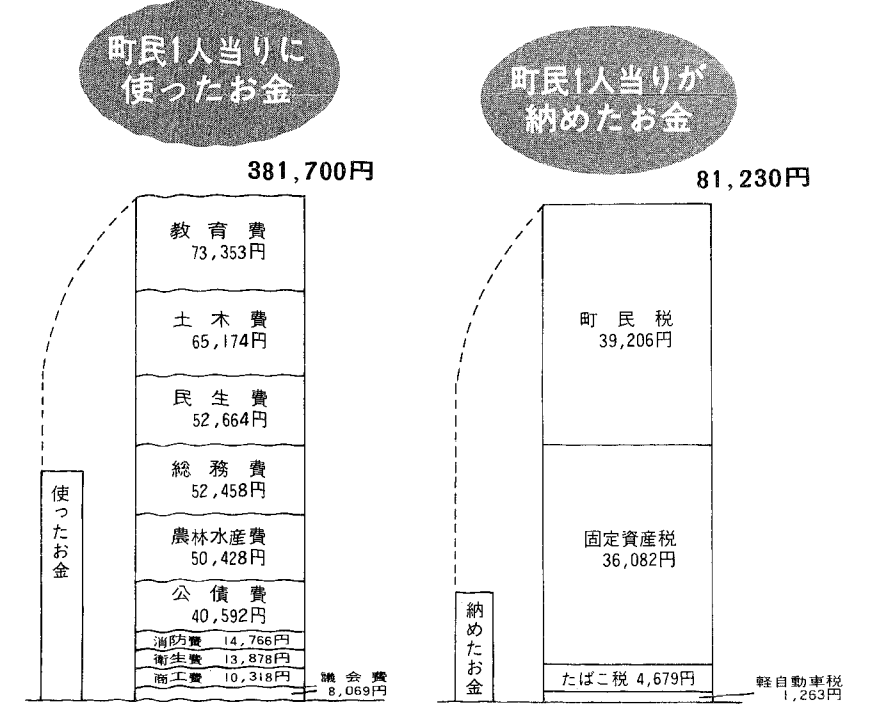 町民1人当りに
使ったお金
381,700円
教育費
73,353円
土木費
65,174円
民生費
52,664円
総務費
52,458円
農林水産費
50,428円
公債費
40,592円
消防費 14,766円
衛生費 13,878円
商工費 10,318円
議会費
8,069円
使ったお金
町民1人当りが
納めたお金
81,230円
町民税
39,206円
固定資産税
36,082円
たばこ税 4,679円
軽自動車税
1,263円
納めたお金